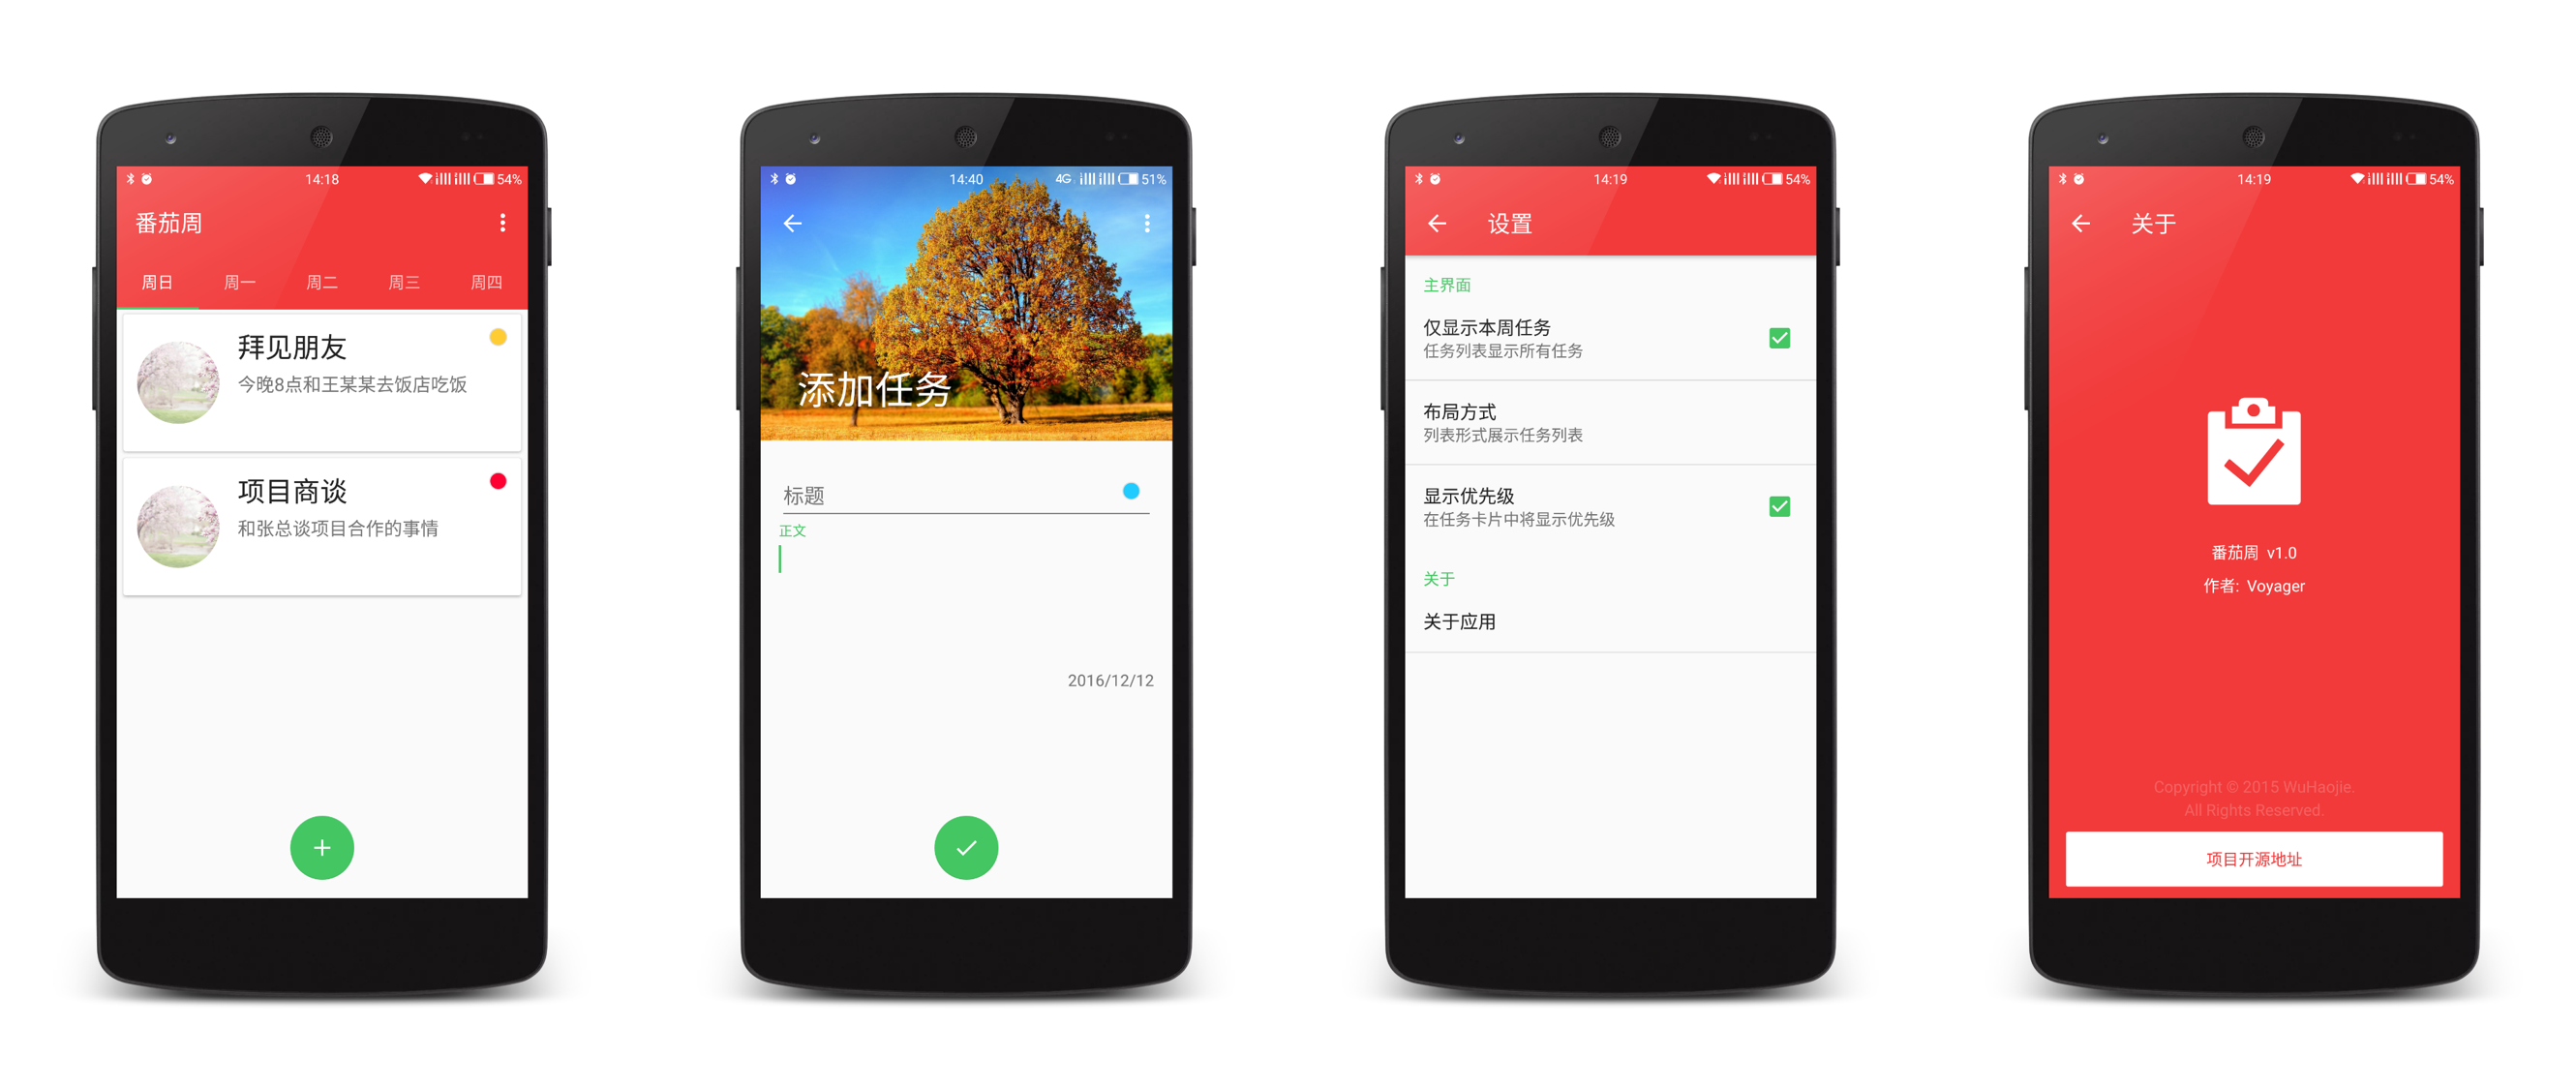 14:18
54%
番茄周
周日 周一 周二 周三 周四
拜见朋友
今晚8点和王某某去饭店吃饭
项目商谈
和张总谈项目合作的事情
14:40
4G
51%
添加任务
标题
正文
2016/12/12
14:19
54%
设置
主界面
仅显示本周任务
任务列表显示所有任务
布局方式
列表形式展示任务列表
显示优先级
在任务卡片中将显示优先级
关于
关于应用
14:19
54%
关于
番茄周 v1.0
作者: Voyager
Copyright © 2015 WuHaojie.
All Rights Reserved.
项目开源地址